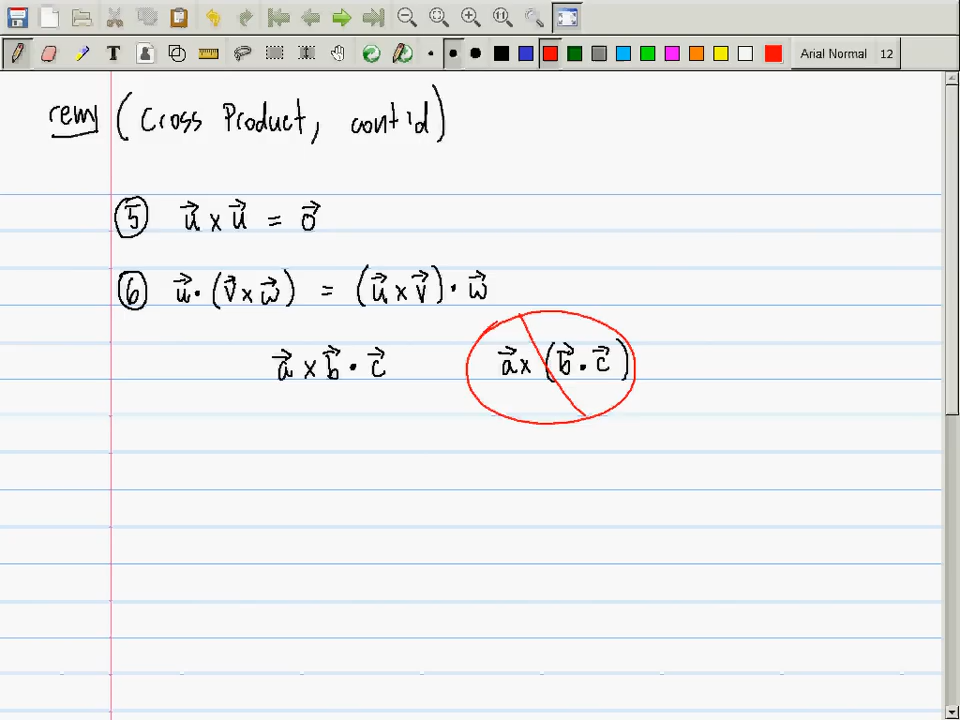 Arial Normal 12
rem (Cross Product, cont'd)
⑤ u⃗ × u⃗ = 0⃗
⑥ u⃗ · (v⃗ × w⃗) = (u⃗ × v⃗) · w⃗
a⃗ × b⃗ · c⃗ a⃗ × (b⃗ · c⃗)